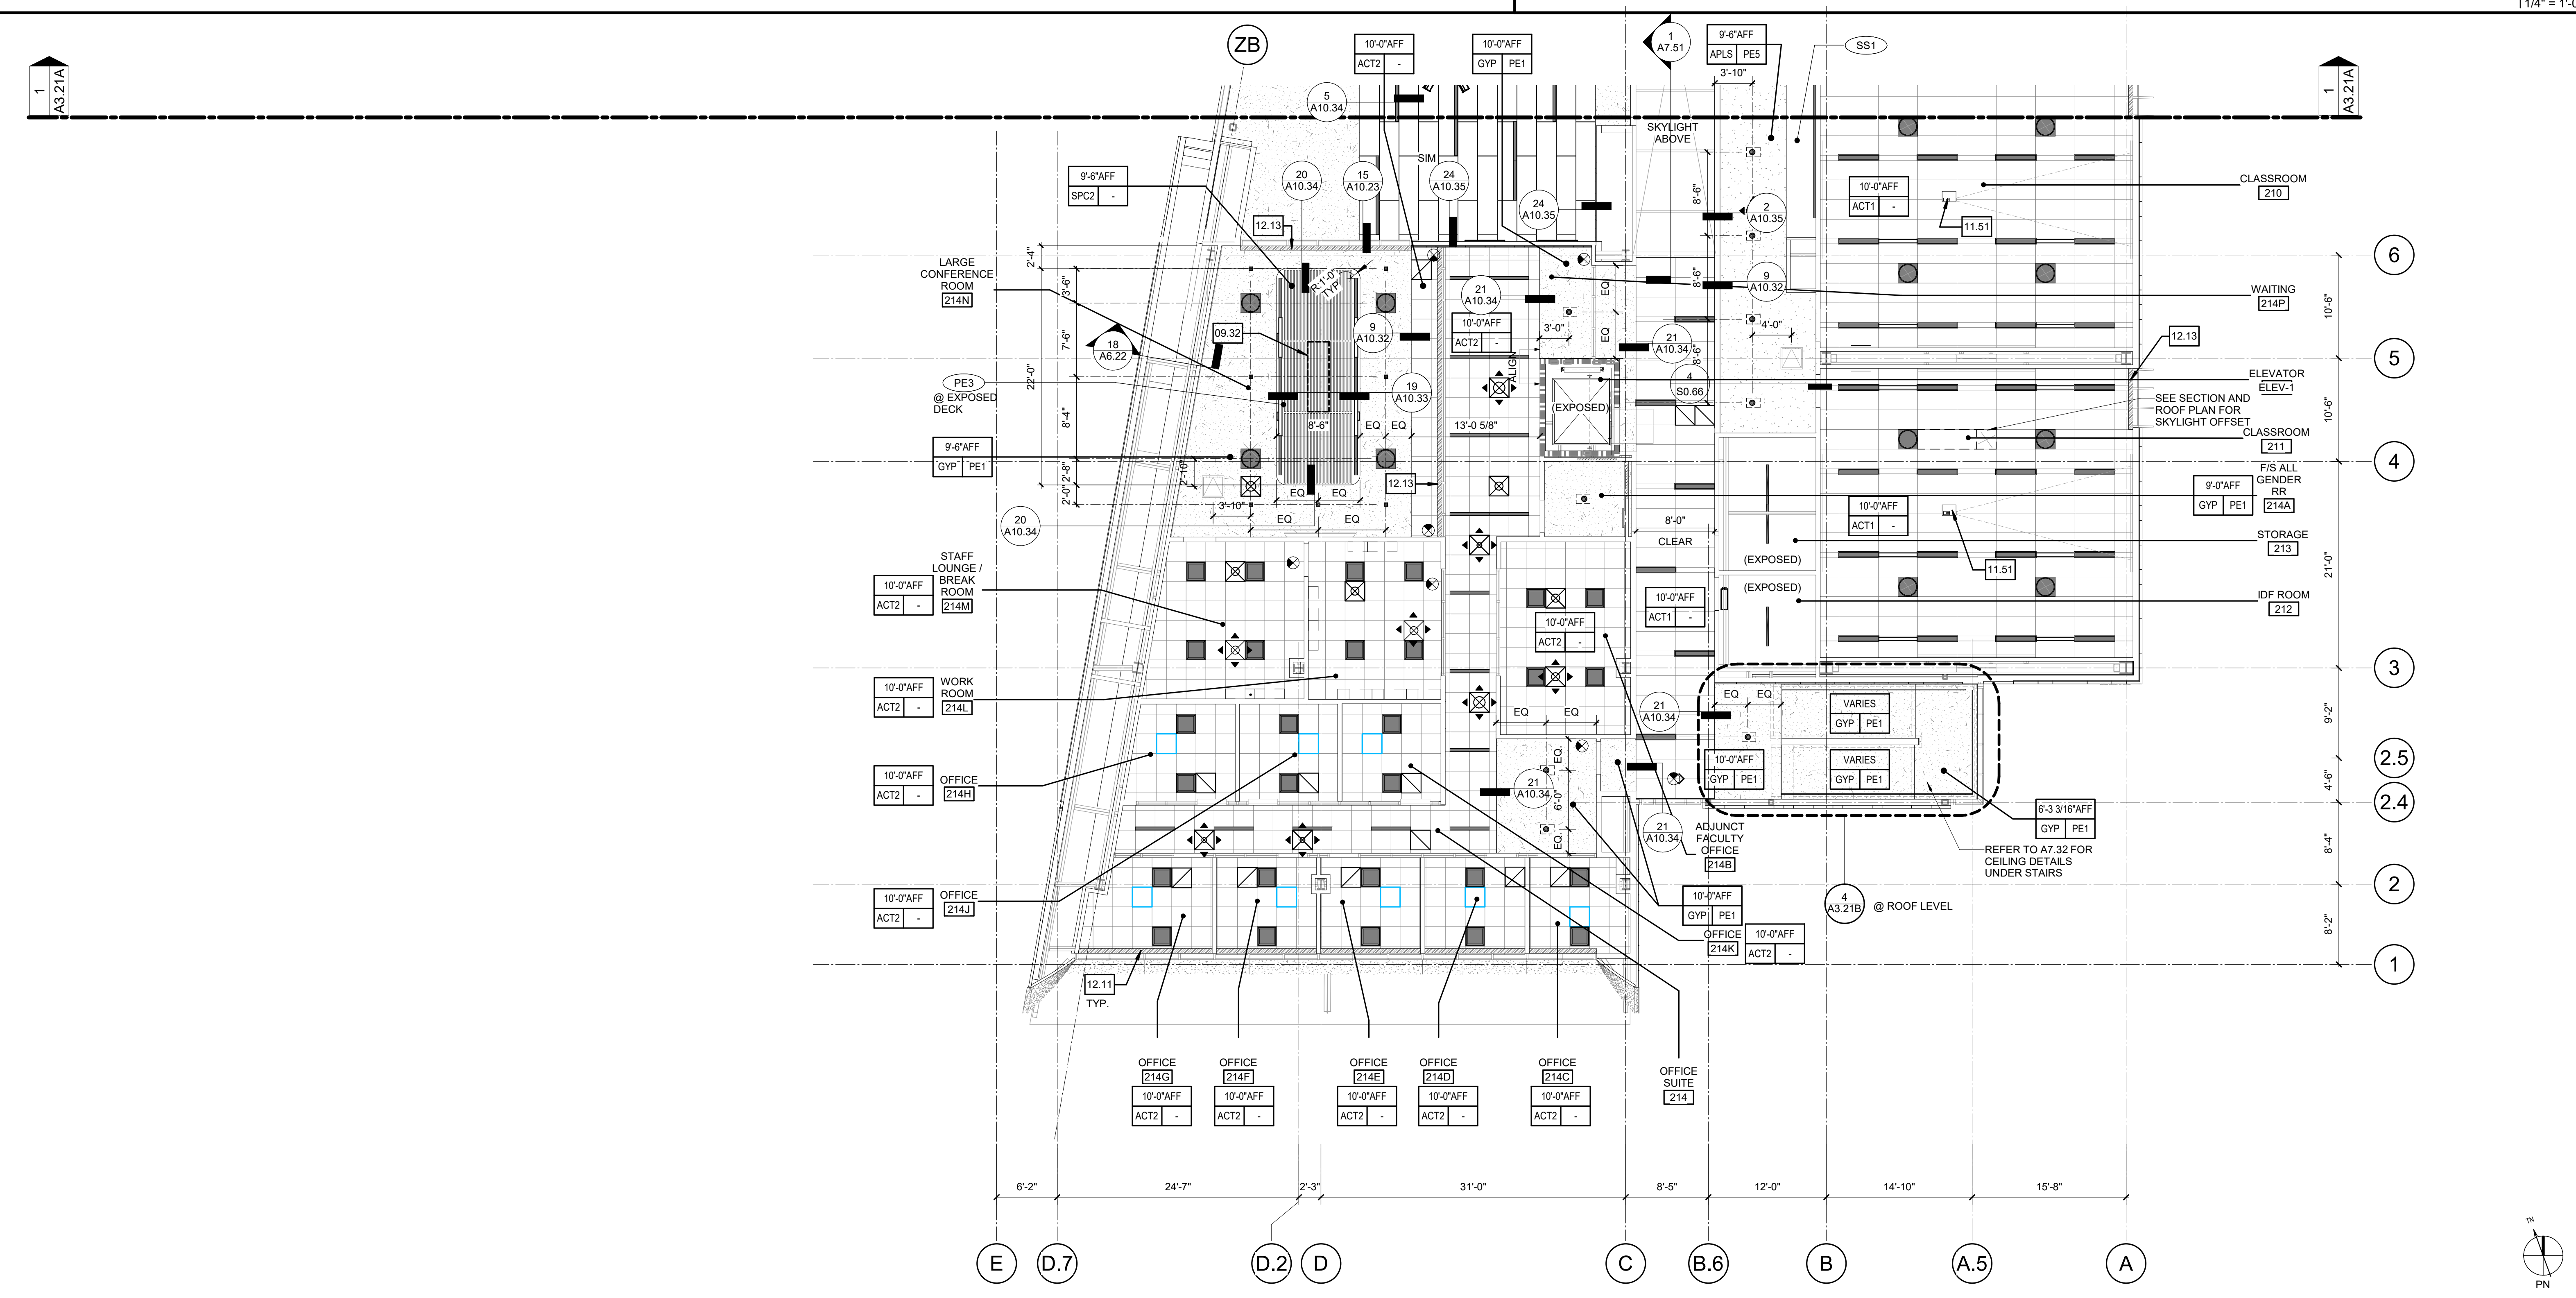 1/4" = 1'-0
1
A3.21A
ZB
10'-0"AFF
ACT2 -
10'-0"AFF
GYP PE1
1
A7.51
9'-6"AFF
APLS PE5
SS1
1
A3.21A
3'-10"
5
A10.34
SKYLIGHT
ABOVE
SIM
9'-6"AFF
SPC2 -
20
A10.34
15
A10.23
24
A10.35
24
A10.35
8'-6"
2
A10.35
10'-0"AFF
ACT1 -
11.51
CLASSROOM
210
12.13
6
LARGE
CONFERENCE
ROOM
214N
2'-4"
3'-6"
R:1'-0"
TYP
21
A10.34
EQ
8'-6"
9
A10.32
WAITING
214P
10'-6"
7'-6"
22'-0"
18
A6.22
09.32
9
A10.32
10'-0"AFF
ACT2 -
3'-0"
EQ
21
A10.34
4'-0"
8'-6"
12.13
5
PE3
@ EXPOSED
DECK
ALIGN
19
A10.33
4
S0.66
ELEVATOR
ELEV-1
8'-4"
8'-6"
EQ EQ
13'-0 5/8"
(EXPOSED)
SEE SECTION AND
ROOF PLAN FOR
SKYLIGHT OFFSET
10'-6"
CLASSROOM
211
9'-6"AFF
GYP PE1
4
2'-8"
2'-10"
2'-0"
12.13
EQ EQ
3'-10"
EQ EQ
20
A10.34
8'-0"
CLEAR
10'-0"AFF
ACT1 -
11.51
F/S ALL
GENDER
RR
214A
9'-0"AFF
GYP PE1
STORAGE
213
(EXPOSED)
(EXPOSED)
21'-0"
IDF ROOM
212
STAFF
LOUNGE /
BREAK
ROOM
214M
10'-0"AFF
ACT2 -
10'-0"AFF
ACT2 -
10'-0"AFF
ACT1 -
3
10'-0"AFF
ACT2 -
WORK
ROOM
214L
EQ EQ
21
A10.34
EQ EQ
VARIES
GYP PE1
9'-2"
10'-0"AFF
ACT2 -
OFFICE
214H
EQ.
21
A10.34
6'-0"
EQ.
10'-0"AFF
GYP PE1
VARIES
GYP PE1
2.5
4'-6"
2.4
6'-3 3/16"AFF
GYP PE1
21
A10.34
ADJUNCT
FACULTY
OFFICE
214B
REFER TO A7.32 FOR
CEILING DETAILS
UNDER STAIRS
8'-4"
2
10'-0"AFF
ACT2 -
OFFICE
214J
10'-0"AFF
GYP PE1
4
A3.21B
@ ROOF LEVEL
8'-2"
OFFICE
214K
10'-0"AFF
ACT2 -
1
12.11
TYP.
OFFICE
214G
10'-0"AFF
ACT2 -
OFFICE
214F
10'-0"AFF
ACT2 -
OFFICE
214E
10'-0"AFF
ACT2 -
OFFICE
214D
10'-0"AFF
ACT2 -
OFFICE
214C
10'-0"AFF
ACT2 -
OFFICE
SUITE
214
6'-2" 24'-7" 2'-3" 31'-0" 8'-5" 12'-0" 14'-10" 15'-8"
E D.7 D.2 D C B.6 B A.5 A
TN
PN